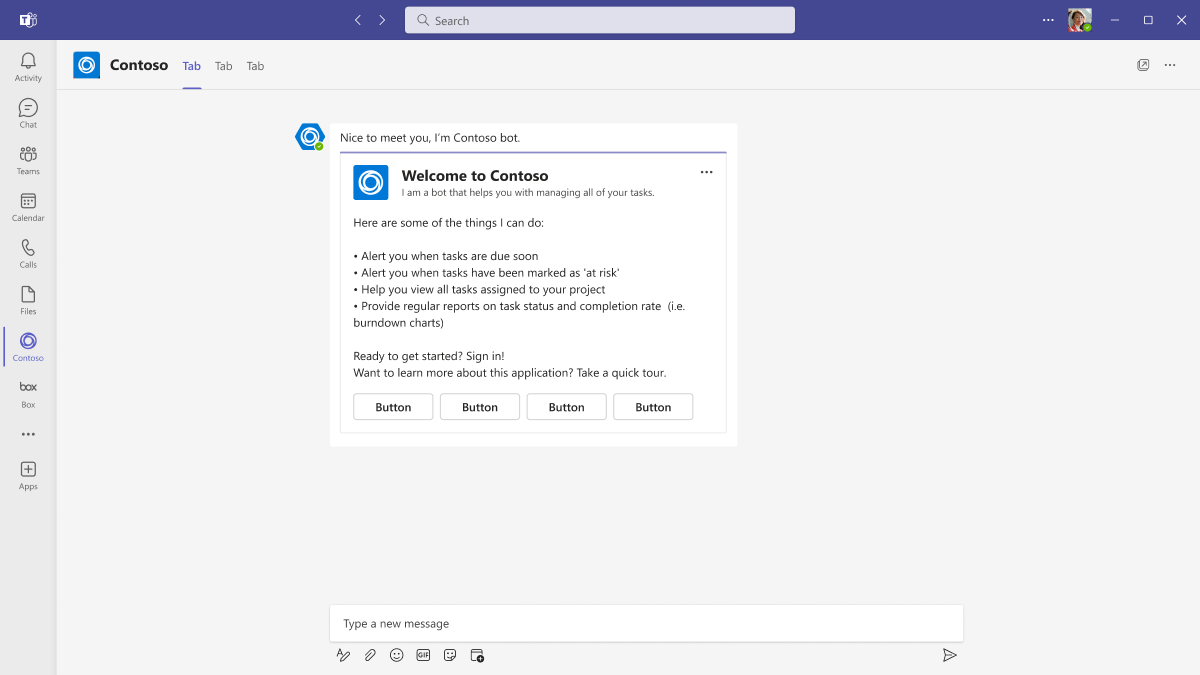 Search
Activity
Chat
Teams
Calendar
Calls
Files
Contoso
box
Box
Apps
Contoso Tab Tab Tab
Nice to meet you, I'm Contoso bot.
Welcome to Contoso
I am a bot that helps you with managing all of your tasks.
Here are some of the things I can do:
• Alert you when tasks are due soon
• Alert you when tasks have been marked as 'at risk'
• Help you view all tasks assigned to your project
• Provide regular reports on task status and completion rate (i.e.
burndown charts)
Ready to get started? Sign in!
Want to learn more about this application? Take a quick tour.
Button Button Button Button
Type a new message
GIF